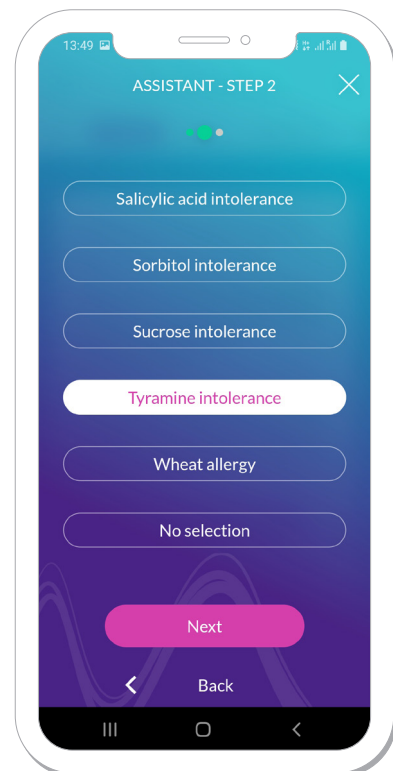 13:49
ASSISTANT - STEP 2
Salicylic acid intolerance
Sorbitol intolerance
Sucrose intolerance
Tyramine intolerance
Wheat allergy
No selection
Next
Back